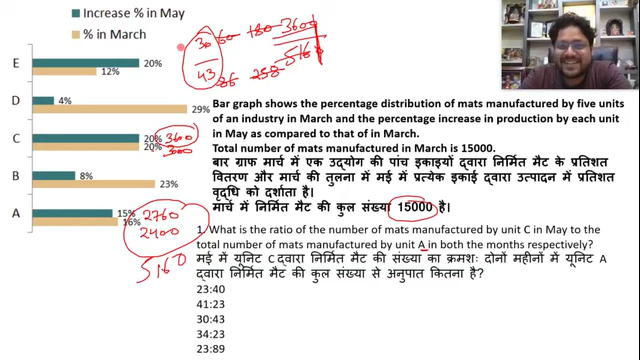 Increase % in May
% in March
30 60 180 3600
43 86 258 5160
E
20%
12%
D
4%
29%
C
20% 3600
20% 3000
B
8%
23%
A
15% 2760
16% 2400
5160
Bar graph shows the percentage distribution of mats manufactured by five units
of an industry in March and the percentage increase in production by each unit
in May as compared to that of in March.
Total number of mats manufactured in March is 15000.
बार ग्राफ मार्च में एक उद्योग की पांच इकाइयों द्वारा निर्मित मैट के प्रतिशत
वितरण और मार्च की तुलना में मई में प्रत्येक इकाई द्वारा उत्पादन में प्रतिशत
वृद्धि को दर्शाता है।
मार्च में निर्मित मैट की कुल संख्या 15000 है।
1. What is the ratio of the number of mats manufactured by unit C in May to the
total number of mats manufactured by unit A in both the months respectively?
मई में यूनिट C द्वारा निर्मित मैट की संख्या का क्रमशः दोनों महीनों में यूनिट A
द्वारा निर्मित मैट की कुल संख्या से अनुपात कितना है?
23:40
41:23
30:43
34:23
23:89